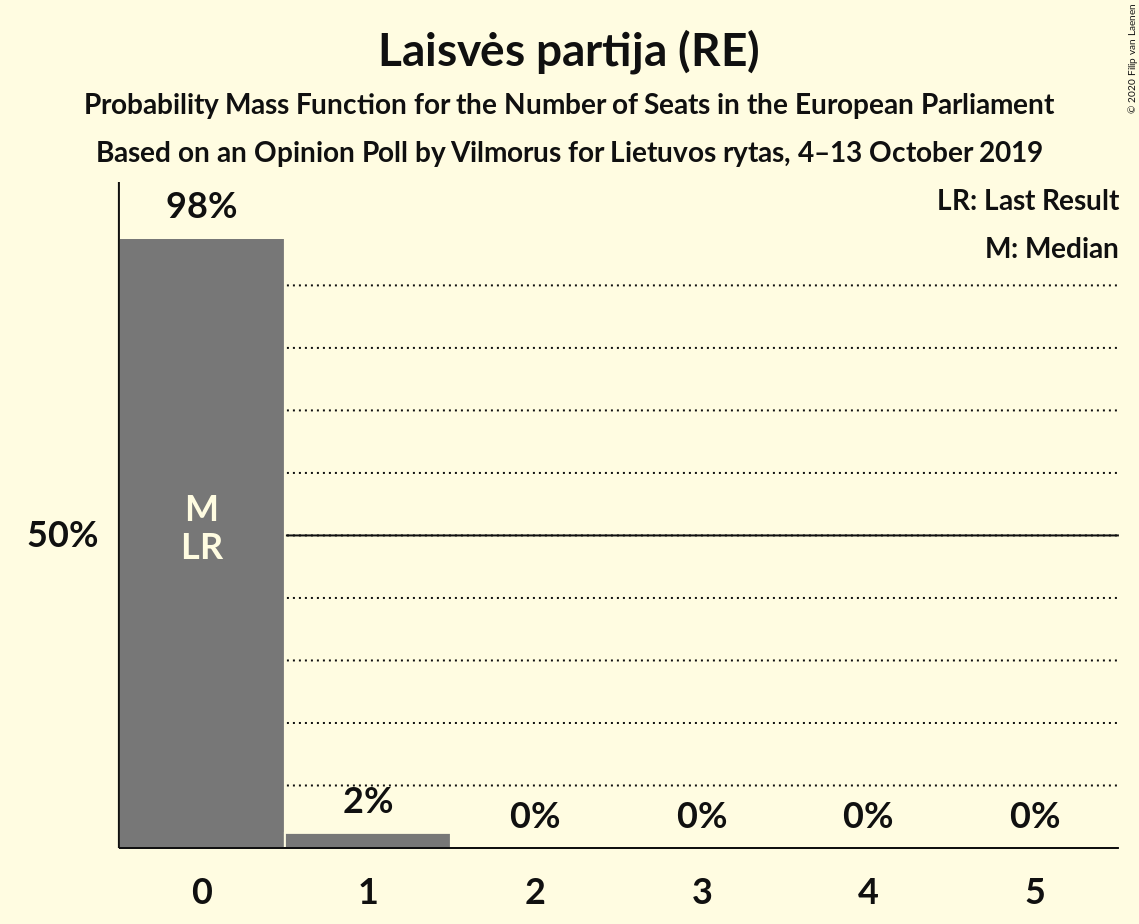 Laisvės partija (RE)
Probability Mass Function for the Number of Seats in the European Parliament
Based on an Opinion Poll by Vilmorus for Lietuvos rytas, 4–13 October 2019
© 2020 Filip van Laenen
LR: Last Result
M: Median
98%
M
LR
50%
2%
0%
0%
0%
0%
0
1
2
3
4
5